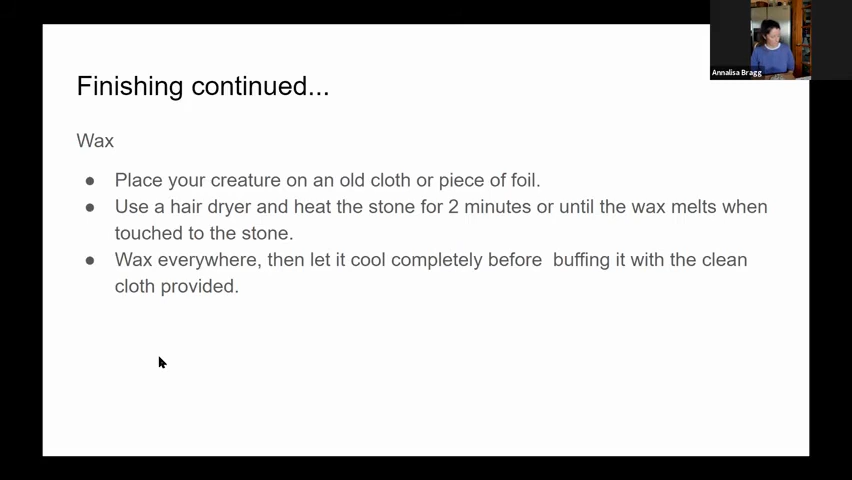 Annalisa Bragg
Finishing continued...
Wax
● Place your creature on an old cloth or piece of foil.
● Use a hair dryer and heat the stone for 2 minutes or until the wax melts when
touched to the stone.
● Wax everywhere, then let it cool completely before  buffing it with the clean
cloth provided.